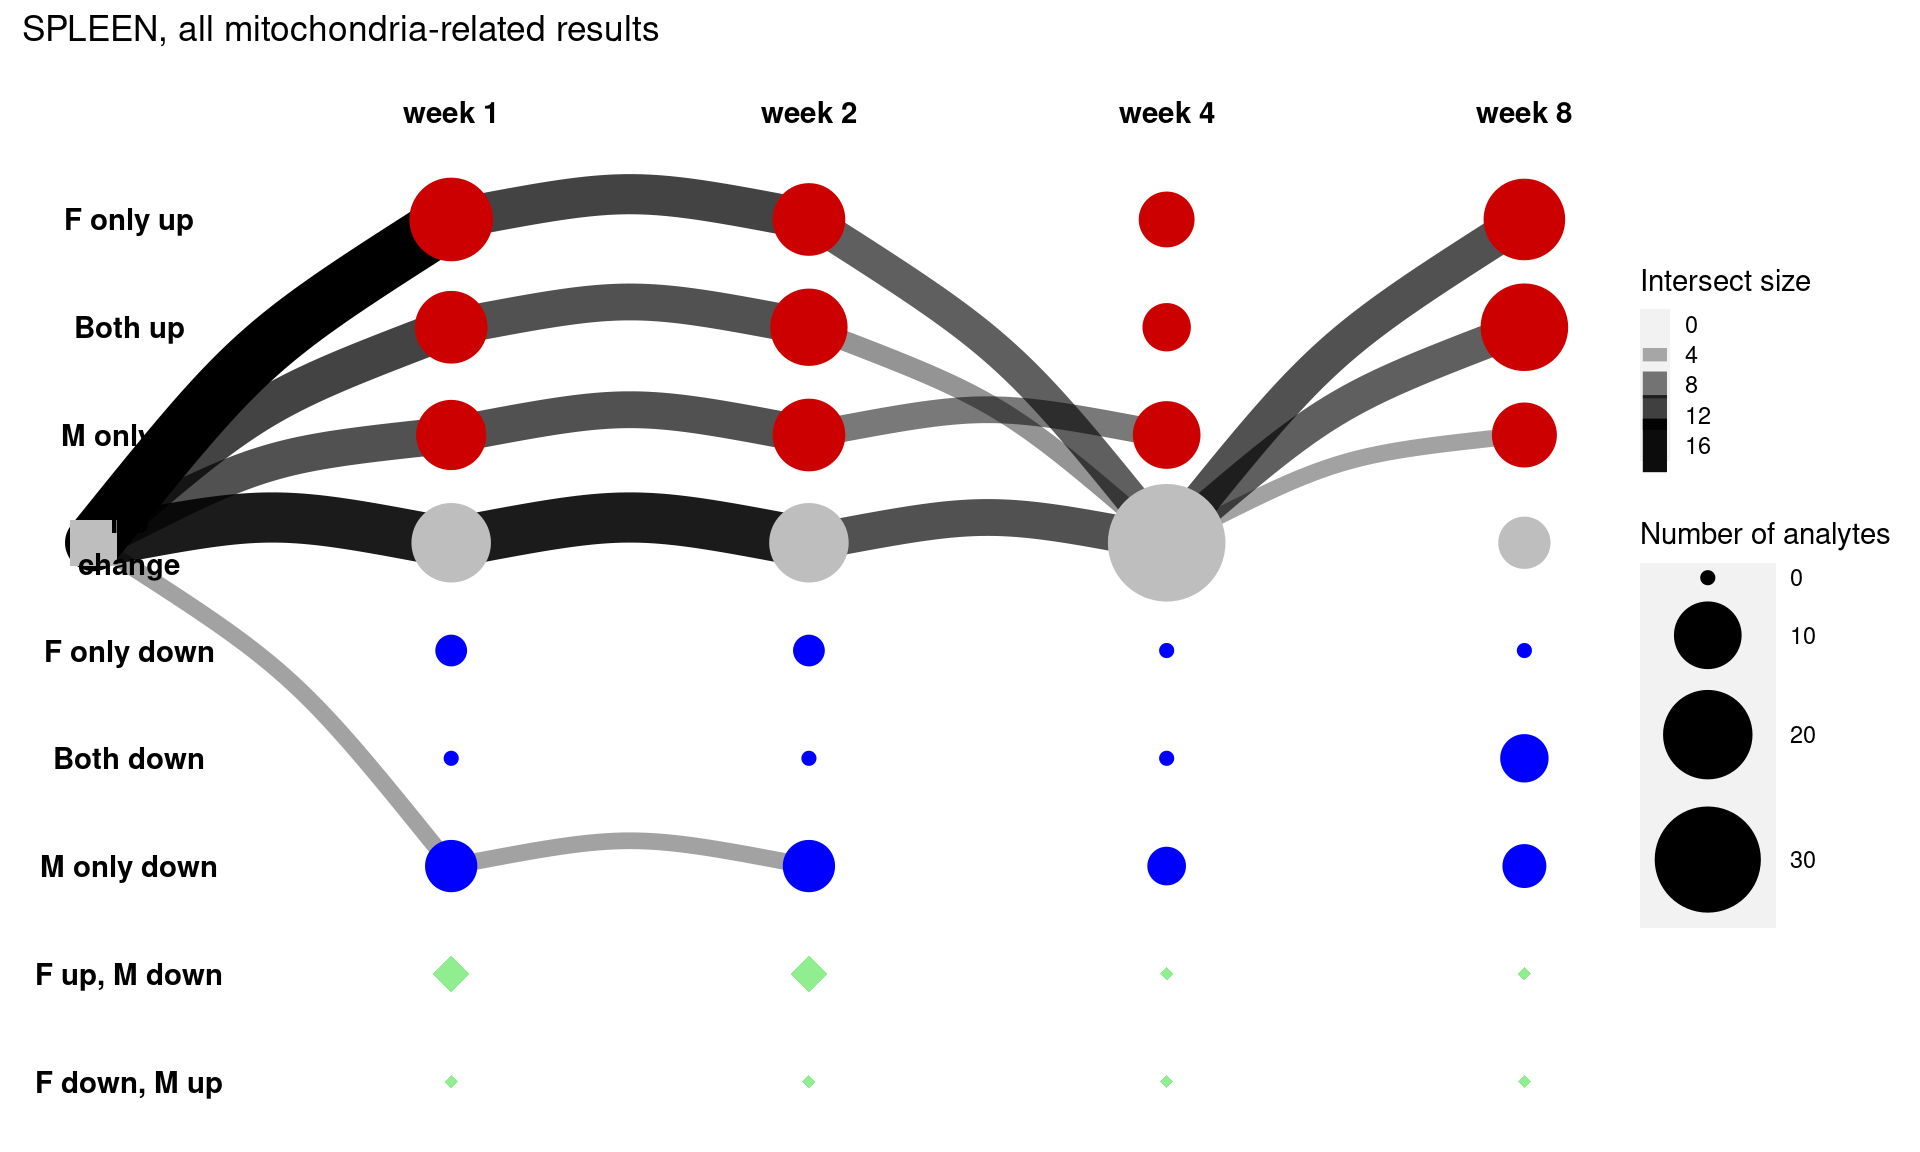 SPLEEN, all mitochondria-related results
week 1
week 2
week 4
week 8
F only up
Both up
M only
change
F only down
Both down
M only down
F up, M down
F down, M up
Intersect size
0
4
8
12
16
Number of analytes
0
10
20
30